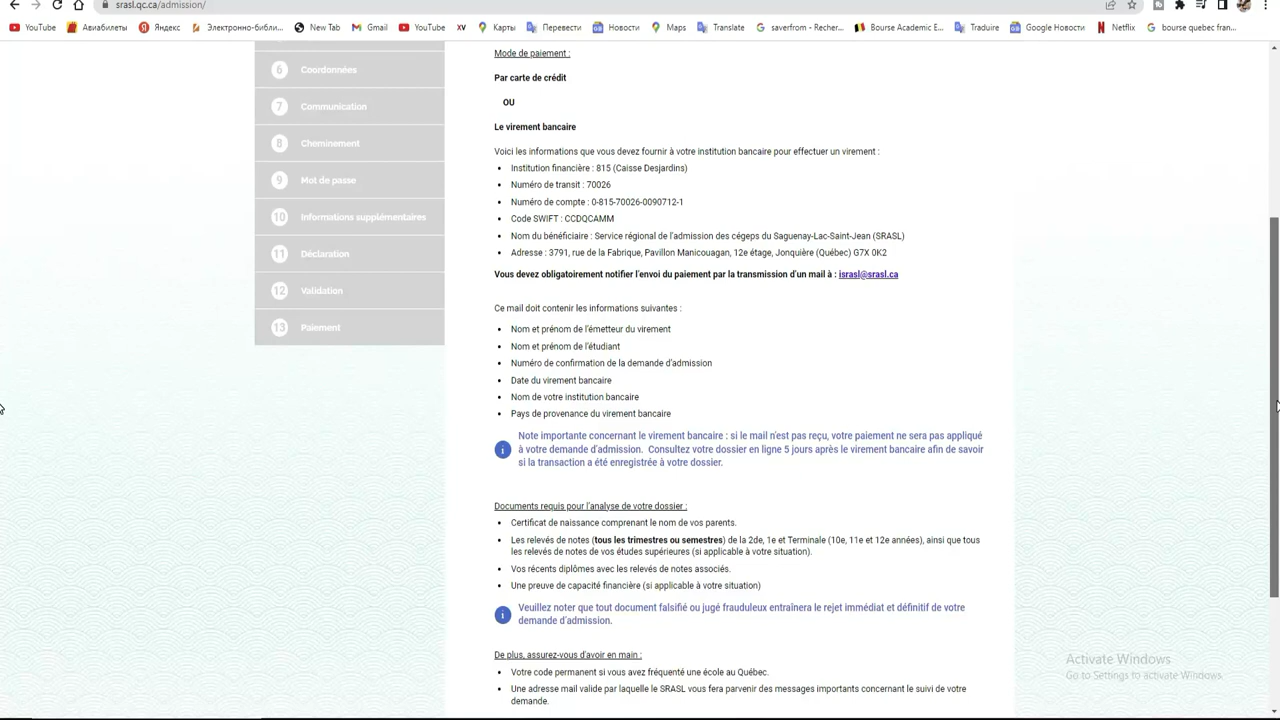 srasl.qc.ca/admission/
YouTube Авиабилеты Яндекс Электронно-библи... New Tab Gmail YouTube XV Карты Перевести Новости Maps Translate saverfrom - Recher... Bourse Academic E... Traduire Google Новости Netflix bourse quebec fran...
6 Coordonnées
7 Communication
8 Cheminement
9 Mot de passe
10 Informations supplémentaires
11 Déclaration
12 Validation
13 Paiement
Mode de paiement :
Par carte de crédit
OU
Le virement bancaire
Voici les informations que vous devez fournir à votre institution bancaire pour effectuer un virement :
• Institution financière : 815 (Caisse Desjardins)
• Numéro de transit : 70026
• Numéro de compte : 0-815-70026-0090712-1
• Code SWIFT : CCDQCAMM
• Nom du bénéficiaire : Service régional de l'admission des cégeps du Saguenay-Lac-Saint-Jean (SRASL)
• Adresse : 3791, rue de la Fabrique, Pavillon Manicouagan, 12e étage, Jonquière (Québec) G7X 0K2
Vous devez obligatoirement notifier l'envoi du paiement par la transmission d'un mail à : israsl@srasl.ca
Ce mail doit contenir les informations suivantes :
• Nom et prénom de l'émetteur du virement
• Nom et prénom de l'étudiant
• Numéro de confirmation de la demande d'admission
• Date du virement bancaire
• Nom de votre institution bancaire
• Pays de provenance du virement bancaire
i Note importante concernant le virement bancaire : si le mail n'est pas reçu, votre paiement ne sera pas appliqué
à votre demande d'admission. Consultez votre dossier en ligne 5 jours après le virement bancaire afin de savoir
si la transaction a été enregistrée à votre dossier.
Documents requis pour l'analyse de votre dossier :
• Certificat de naissance comprenant le nom de vos parents.
• Les relevés de notes (tous les trimestres ou semestres) de la 2de, 1e et Terminale (10e, 11e et 12e années), ainsi que tous
les relevés de notes de vos études supérieures (si applicable à votre situation).
• Vos récents diplômes avec les relevés de notes associés.
• Une preuve de capacité financière (si applicable à votre situation)
i Veuillez noter que tout document falsifié ou jugé frauduleux entraînera le rejet immédiat et définitif de votre
demande d'admission.
De plus, assurez-vous d'avoir en main :
• Votre code permanent si vous avez fréquenté une école au Québec.
• Une adresse mail valide par laquelle le SRASL vous fera parvenir des messages importants concernant le suivi de votre
demande.
Activate Windows
Go to Settings to activate Windows.